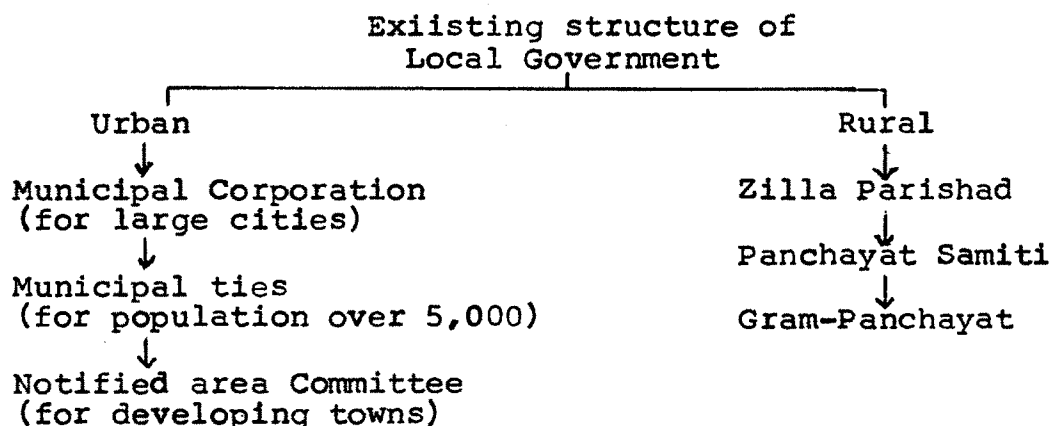 Exiisting structure of
Local Government
Urban
Municipal Corporation
(for large cities)
Municipal ties
(for population over 5,000)
Notified area Committee
(for developing towns)
Rural
Zilla Parishad
Panchayat Samiti
Gram-Panchayat